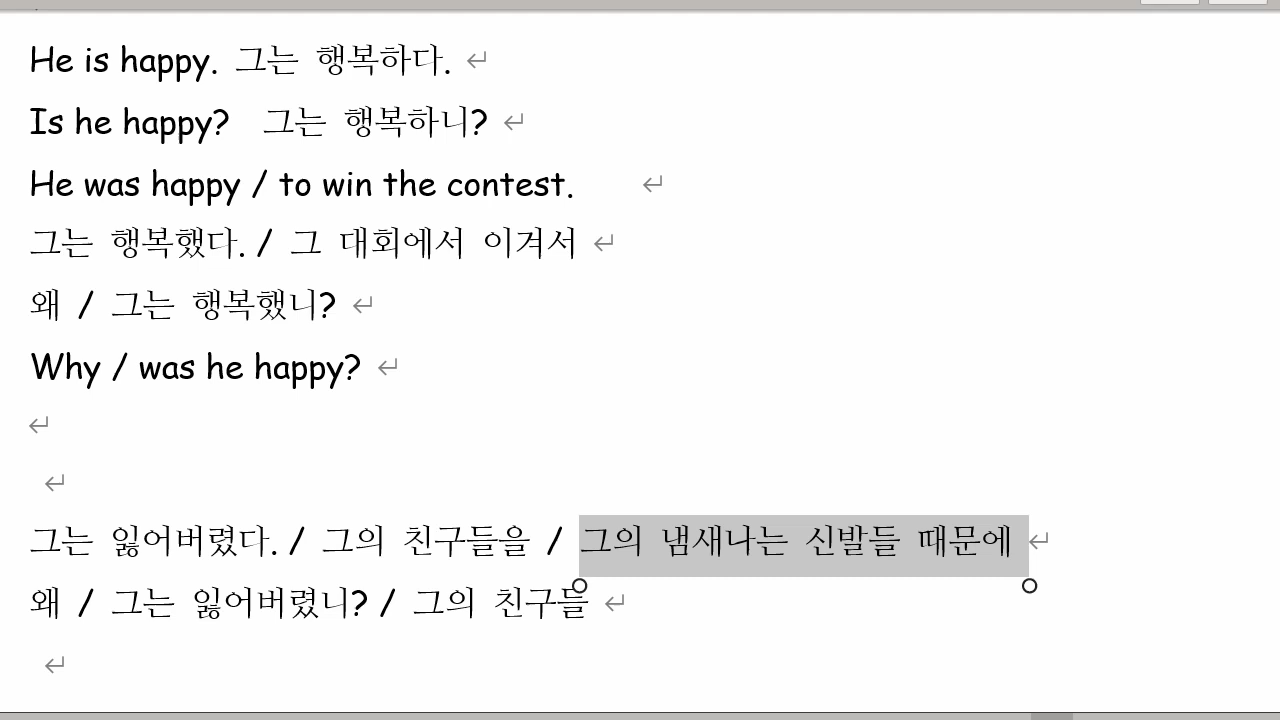 He is happy. 그는 행복하다.
Is he happy? 그는 행복하니?
He was happy / to win the contest.
그는 행복했다. / 그 대회에서 이겨서
왜 / 그는 행복했니?
Why / was he happy?
그는 잃어버렸다. / 그의 친구들을 / 그의 냄새나는 신발들 때문에
왜 / 그는 잃어버렸니? / 그의 친구들